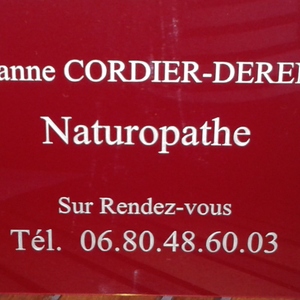 anne CORDIER-DERE
Naturopathe
Sur Rendez-vous
Tél. 06.80.48.60.03